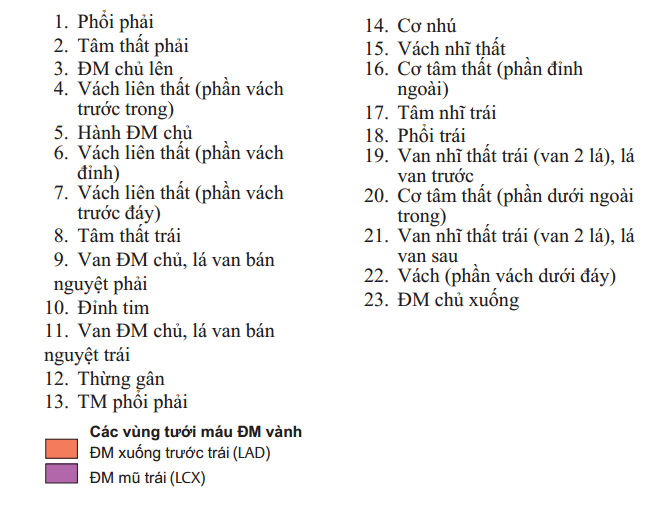 1. Phổi phải
2. Tâm thất phải
3. ĐM chủ lên
4. Vách liên thất (phần vách
trước trong)
5. Hành ĐM chủ
6. Vách liên thất (phần vách
đỉnh)
7. Vách liên thất (phần vách
trước đáy)
8. Tâm thất trái
9. Van ĐM chủ, lá van bán
nguyệt phải
10. Đỉnh tim
11. Van ĐM chủ, lá van bán
nguyệt trái
12. Thừng gân
13. TM phổi phải
14. Cơ nhú
15. Vách nhĩ thất
16. Cơ tâm thất (phần đỉnh
ngoài)
17. Tâm nhĩ trái
18. Phổi trái
19. Van nhĩ thất trái (van 2 lá), lá
van trước
20. Cơ tâm thất (phần dưới ngoài
trong)
21. Van nhĩ thất trái (van 2 lá), lá
van sau
22. Vách (phần vách dưới đáy)
23. ĐM chủ xuống
Các vùng tưới máu ĐM vành
ĐM xuống trước trái (LAD)
ĐM mũ trái (LCX)